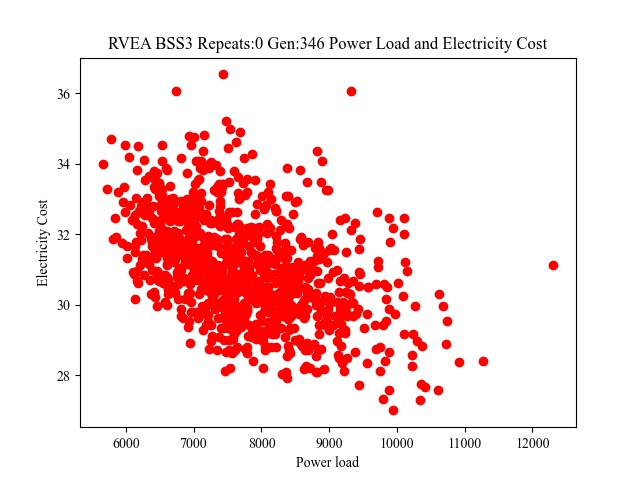 RVEA BSS3 Repeats:0 Gen:346 Power Load and Electricity Cost
Electricity Cost
36
34
32
30
28
6000 7000 8000 9000 10000 11000 12000
Power load